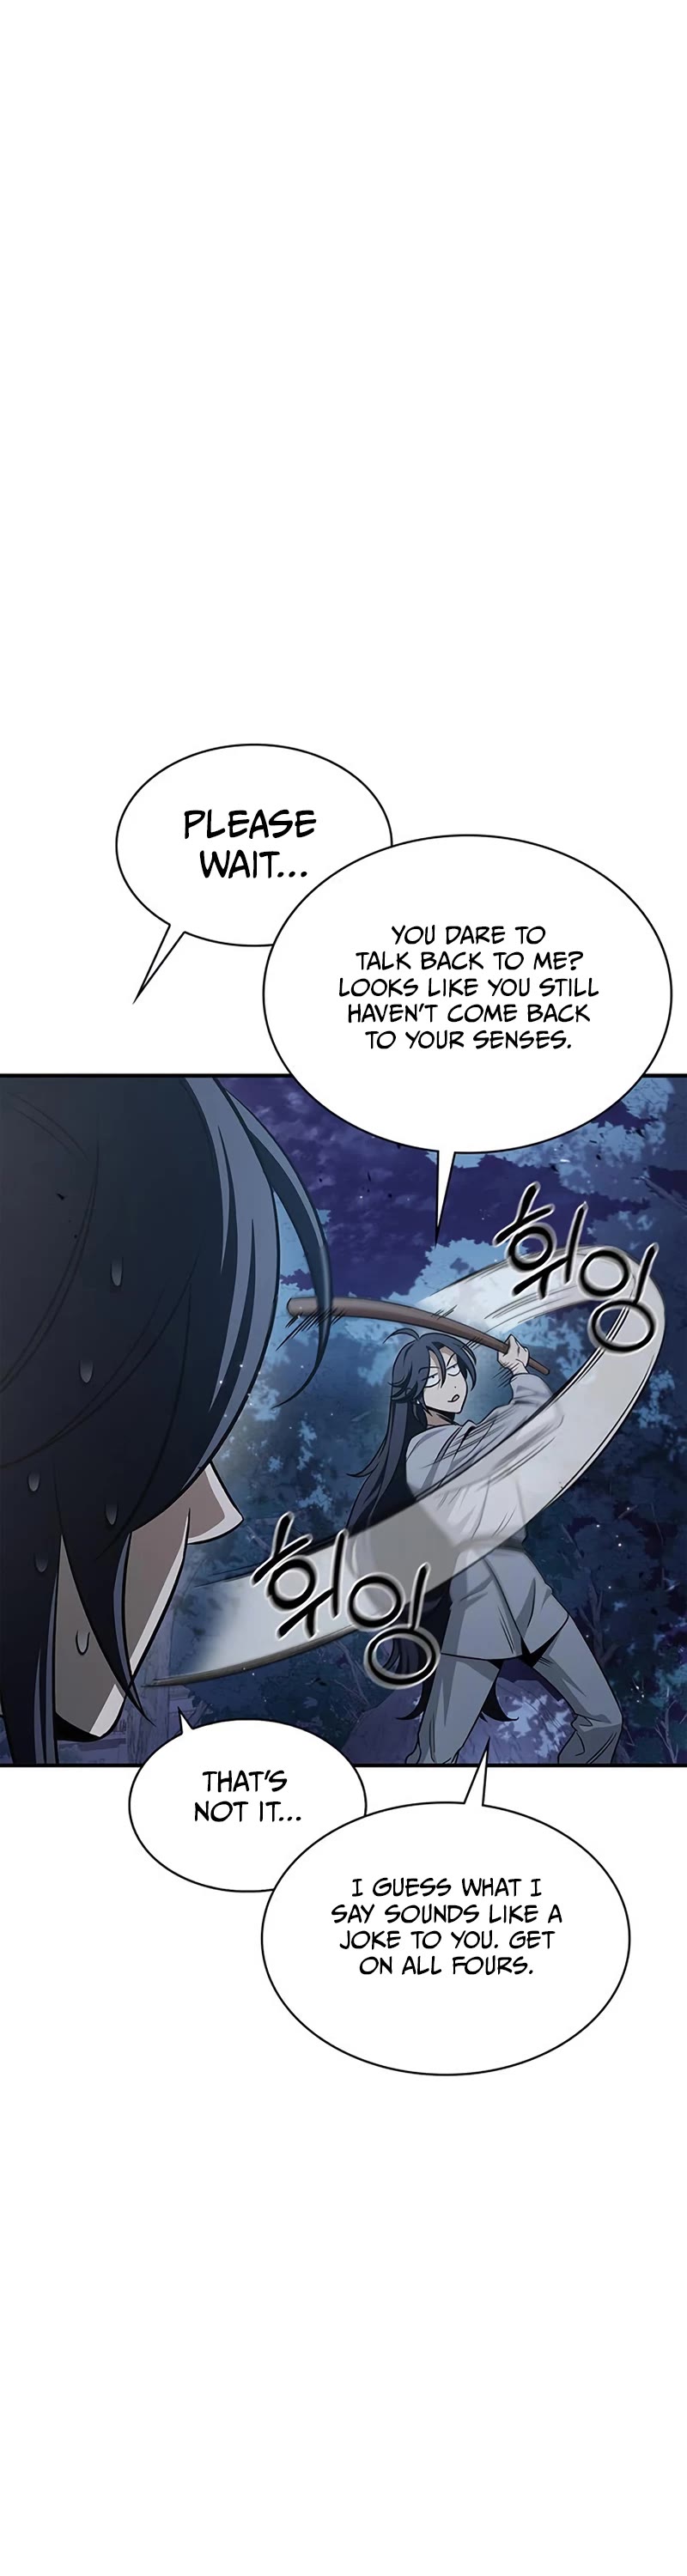 PLEASE
WAIT...
YOU DARE TO
TALK BACK TO ME?
LOOKS LIKE YOU STILL
HAVEN'T COME BACK
TO YOUR SENSES.
휘잉
휘잉
THAT'S
NOT IT...
I GUESS WHAT I
SAY SOUNDS LIKE A
JOKE TO YOU. GET
ON ALL FOURS.